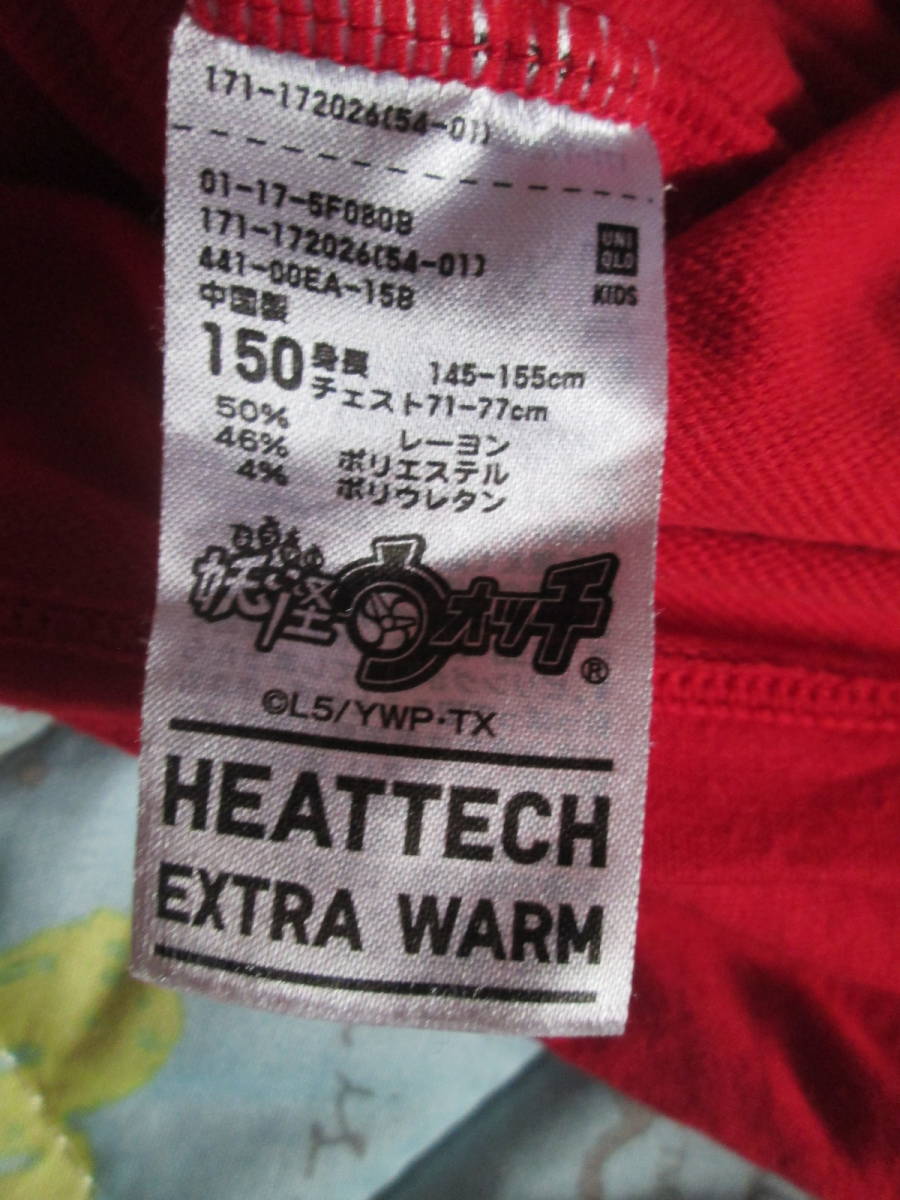 171-172026(54-01)
01-17-5F080B
171-172026(54-01)
441-00EA-15B
UNI
QLO
KIDS
中国製
150 身長 145-155cm
チェスト71-77cm
50% レーヨン
46% ポリエステル
4% ポリウレタン
妖怪ウォッチ®
©L5/YWP・TX
HEATTECH
EXTRA WARM